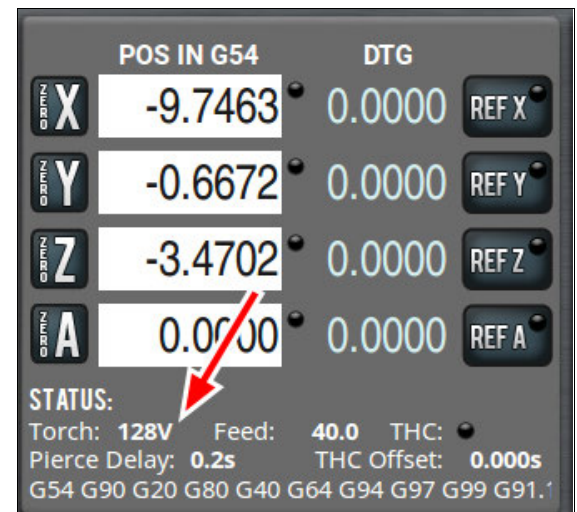 POS IN G54 DTG
ZERO X -9.7463 0.0000 REF X
ZERO Y -0.6672 0.0000 REF Y
ZERO Z -3.4702 0.0000 REF Z
ZERO A 0.0000 0.0000 REF A
STATUS:
Torch: 128V Feed: 40.0 THC:
Pierce Delay: 0.2s THC Offset: 0.000s
G54 G90 G20 G80 G40 G64 G94 G97 G99 G91.1